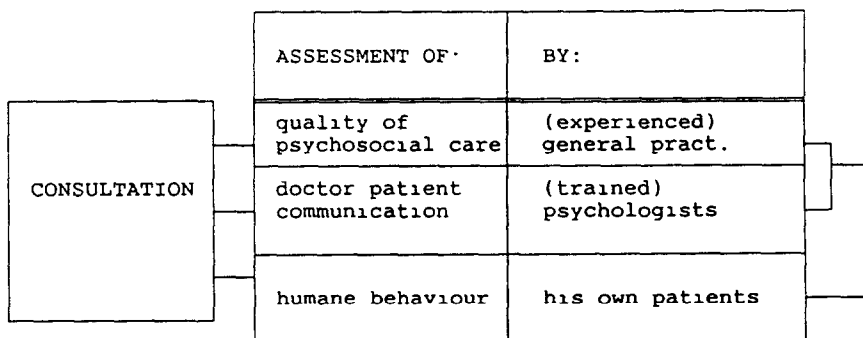 ASSESSMENT OF·
BY:
quality of
psychosocial care
(experienced)
general pract.
CONSULTATION
doctor patient
communication
(trained)
psychologists
humane behaviour
his own patients